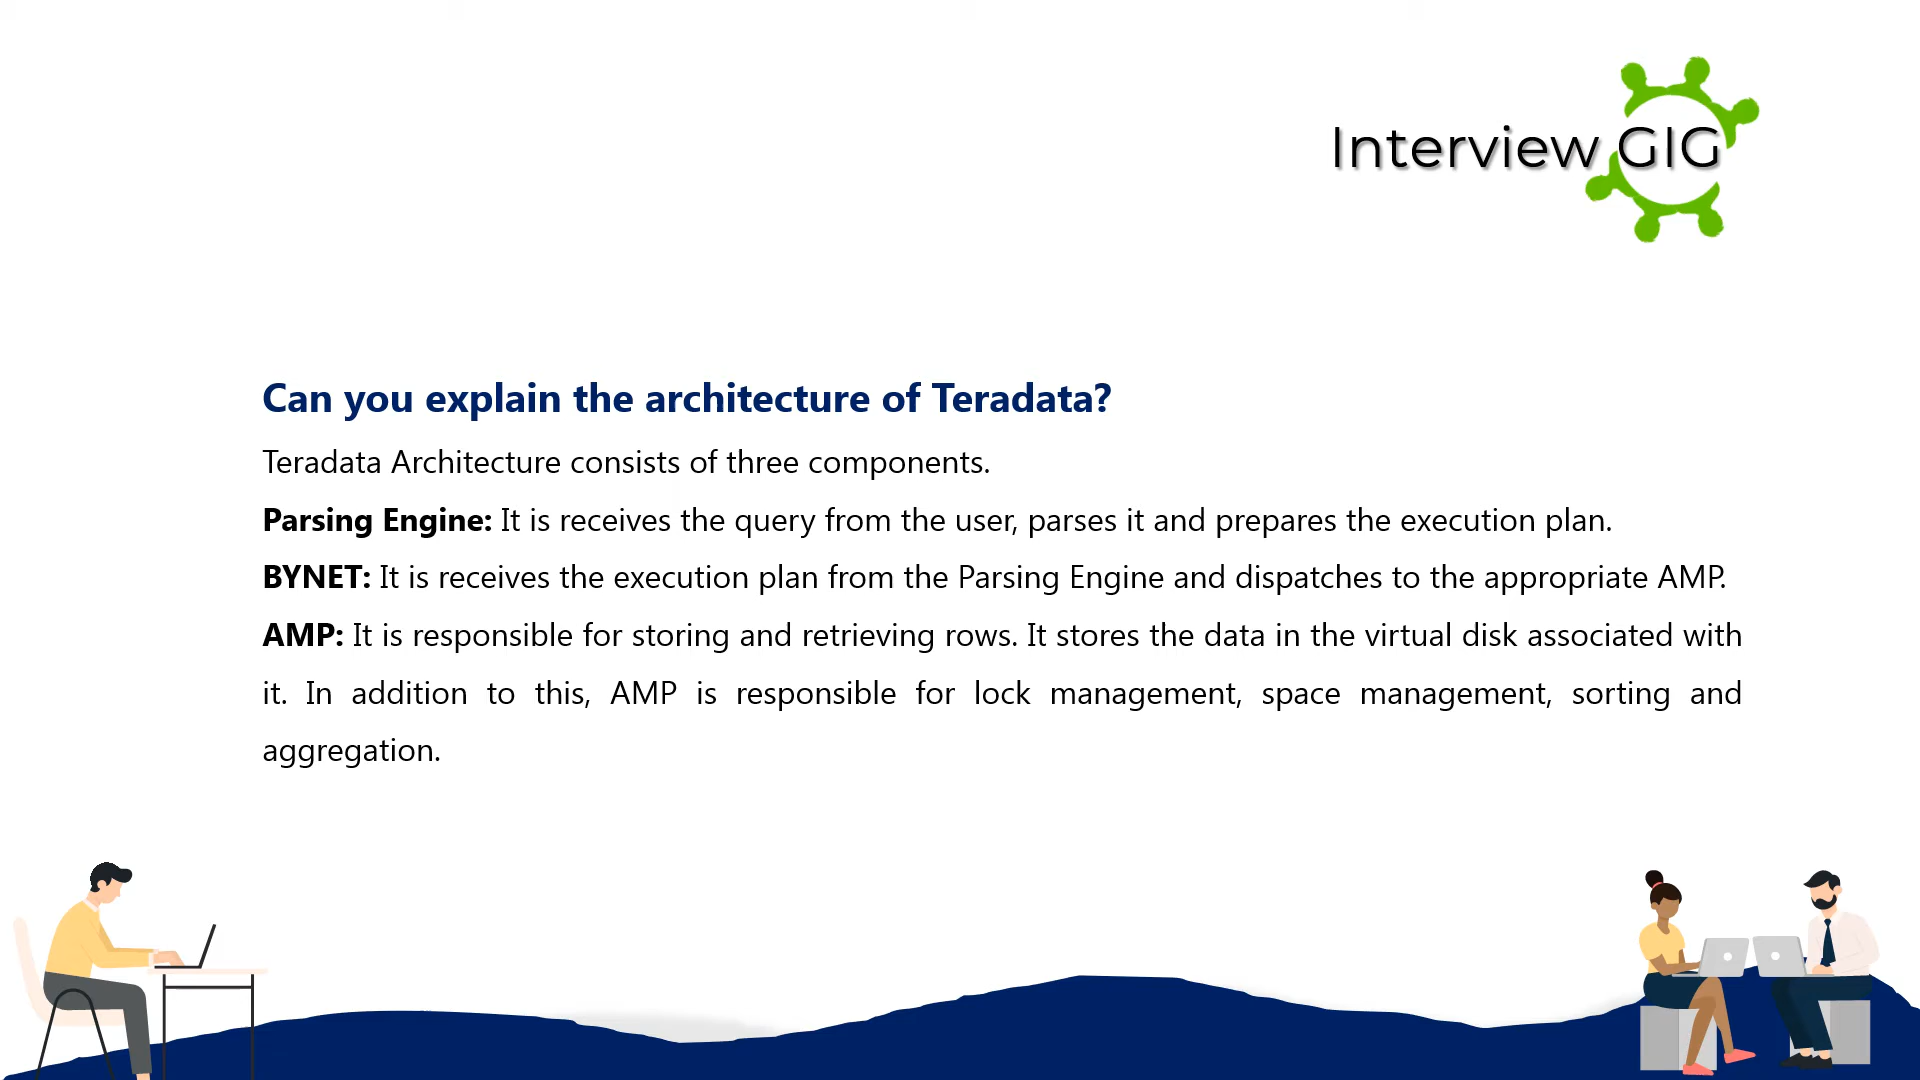 Interview GIG
Can you explain the architecture of Teradata?
Teradata Architecture consists of three components.
Parsing Engine: It is receives the query from the user, parses it and prepares the execution plan.
BYNET: It is receives the execution plan from the Parsing Engine and dispatches to the appropriate AMP.
AMP: It is responsible for storing and retrieving rows. It stores the data in the virtual disk associated with
it. In addition to this, AMP is responsible for lock management, space management, sorting and
aggregation.